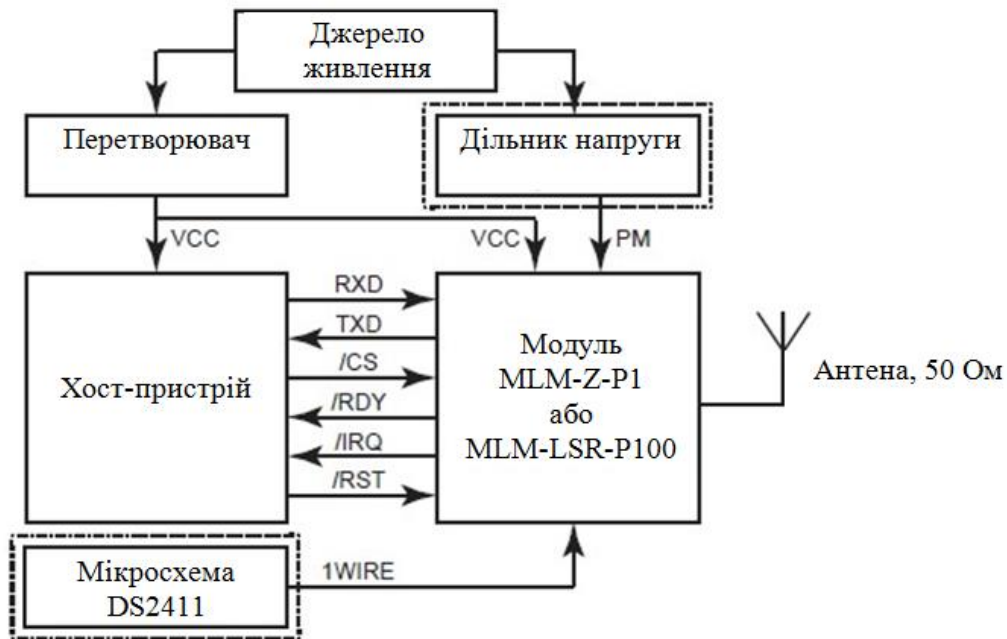 Джерело
живлення
Перетворювач
Дільник напруги
VCC
VCC
PM
Хост-пристрій
RXD
TXD
/CS
/RDY
/IRQ
/RST
Модуль
MLM-Z-P1
або
MLM-LSR-P100
Антена, 50 Ом
Мікросхема
DS2411
1WIRE